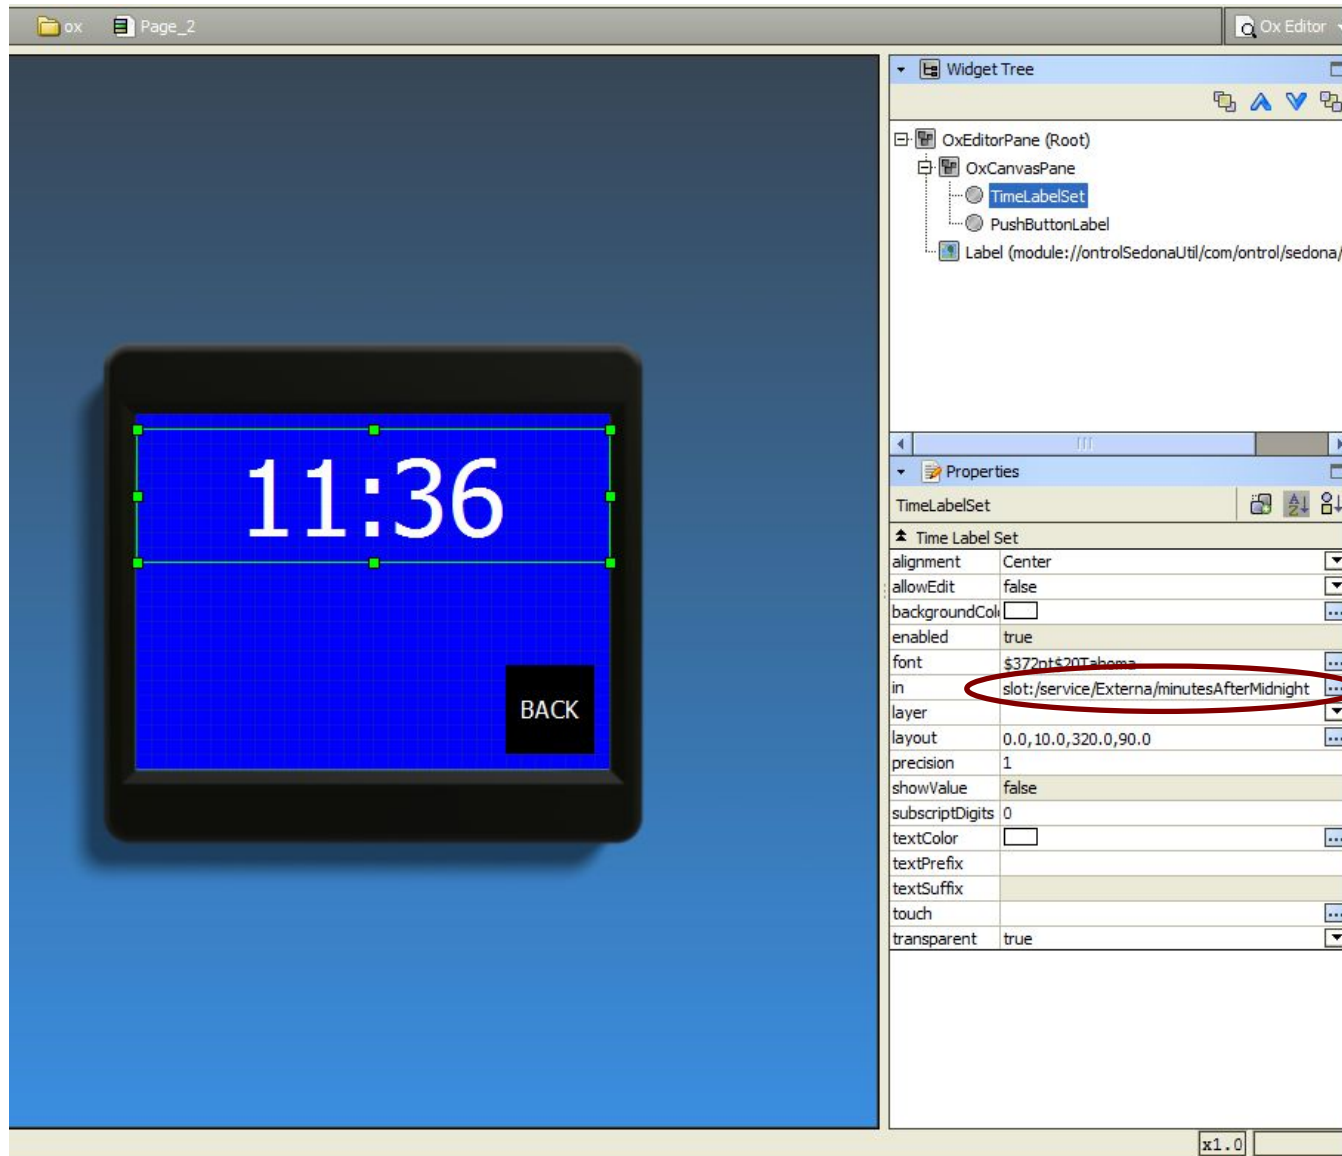 ox Page_2 Ox Editor
Widget Tree
OxEditorPane (Root)
OxCanvasPane
TimeLabelSet
PushButtonLabel
Label (module://ontrolSedonaUtil/com/ontrol/sedona/
11:36
BACK
Properties
TimeLabelSet
Time Label Set
alignment Center
allowEdit false
backgroundColo
enabled true
font $372pt$20Tahoma
in slot:/service/Externa/minutesAfterMidnight
layer
layout 0.0,10.0,320.0,90.0
precision 1
showValue false
subscriptDigits 0
textColor
textPrefix
textSuffix
touch
transparent true
x1.0